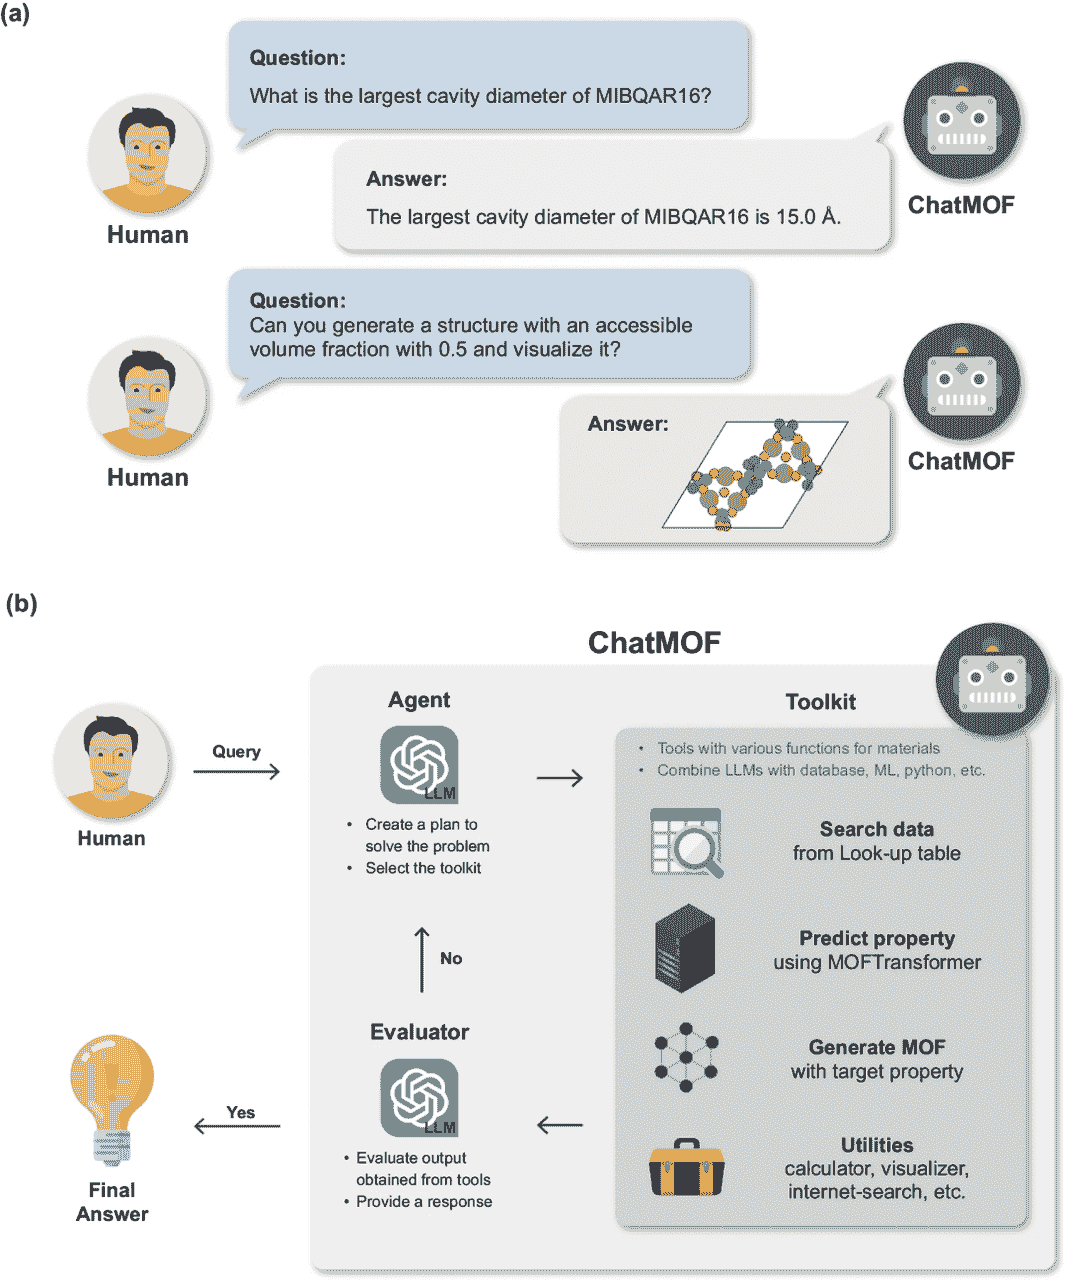 (a)
Question:
What is the largest cavity diameter of MIBQAR16?
Human
Answer:
The largest cavity diameter of MIBQAR16 is 15.0 Å.
ChatMOF
Question:
Can you generate a structure with an accessible
volume fraction with 0.5 and visualize it?
Human
Answer:
ChatMOF
(b)
ChatMOF
Human
Query
Agent
LLM
• Create a plan to
solve the problem
• Select the toolkit
Toolkit
• Tools with various functions for materials
• Combine LLMs with database, ML, python, etc.
Search data
from Look-up table
Predict property
using MOFTransformer
Generate MOF
with target property
Utilities
calculator, visualizer,
internet-search, etc.
No
Evaluator
LLM
• Evaluate output
obtained from tools
• Provide a response
Yes
Final
Answer